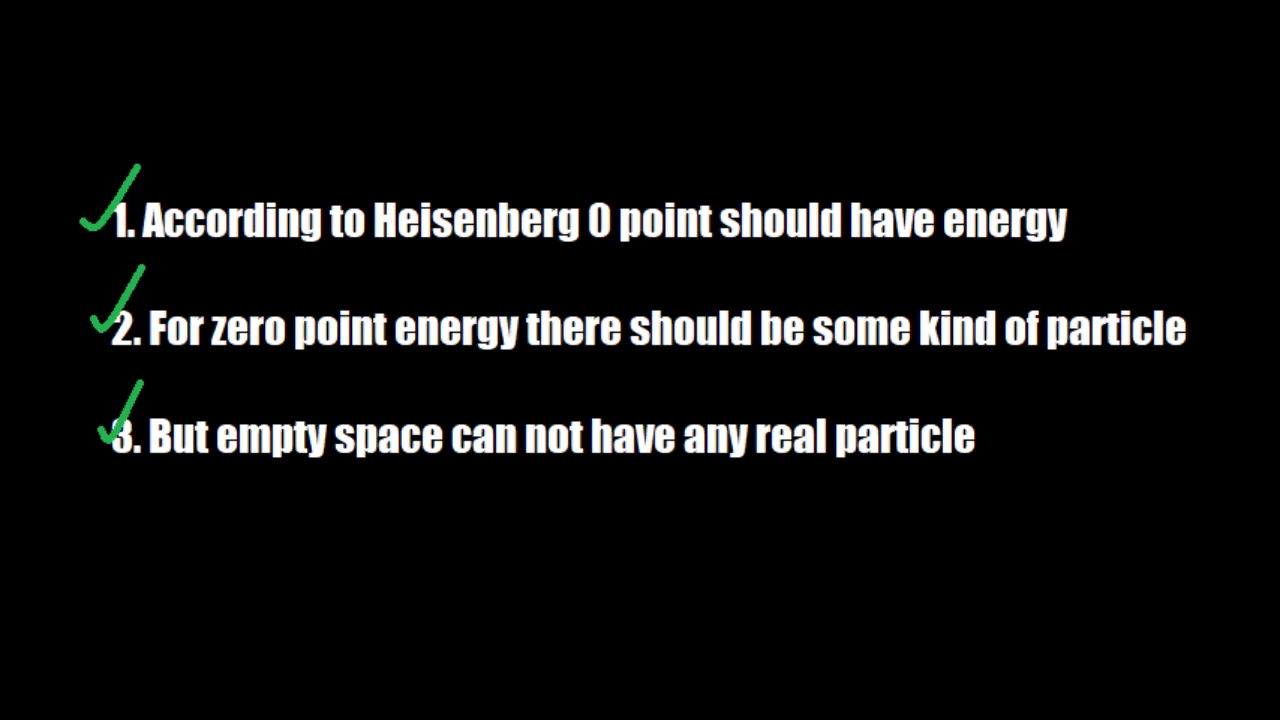 1. According to Heisenberg 0 point should have energy
2. For zero point energy there should be some kind of particle
3. But empty space can not have any real particle